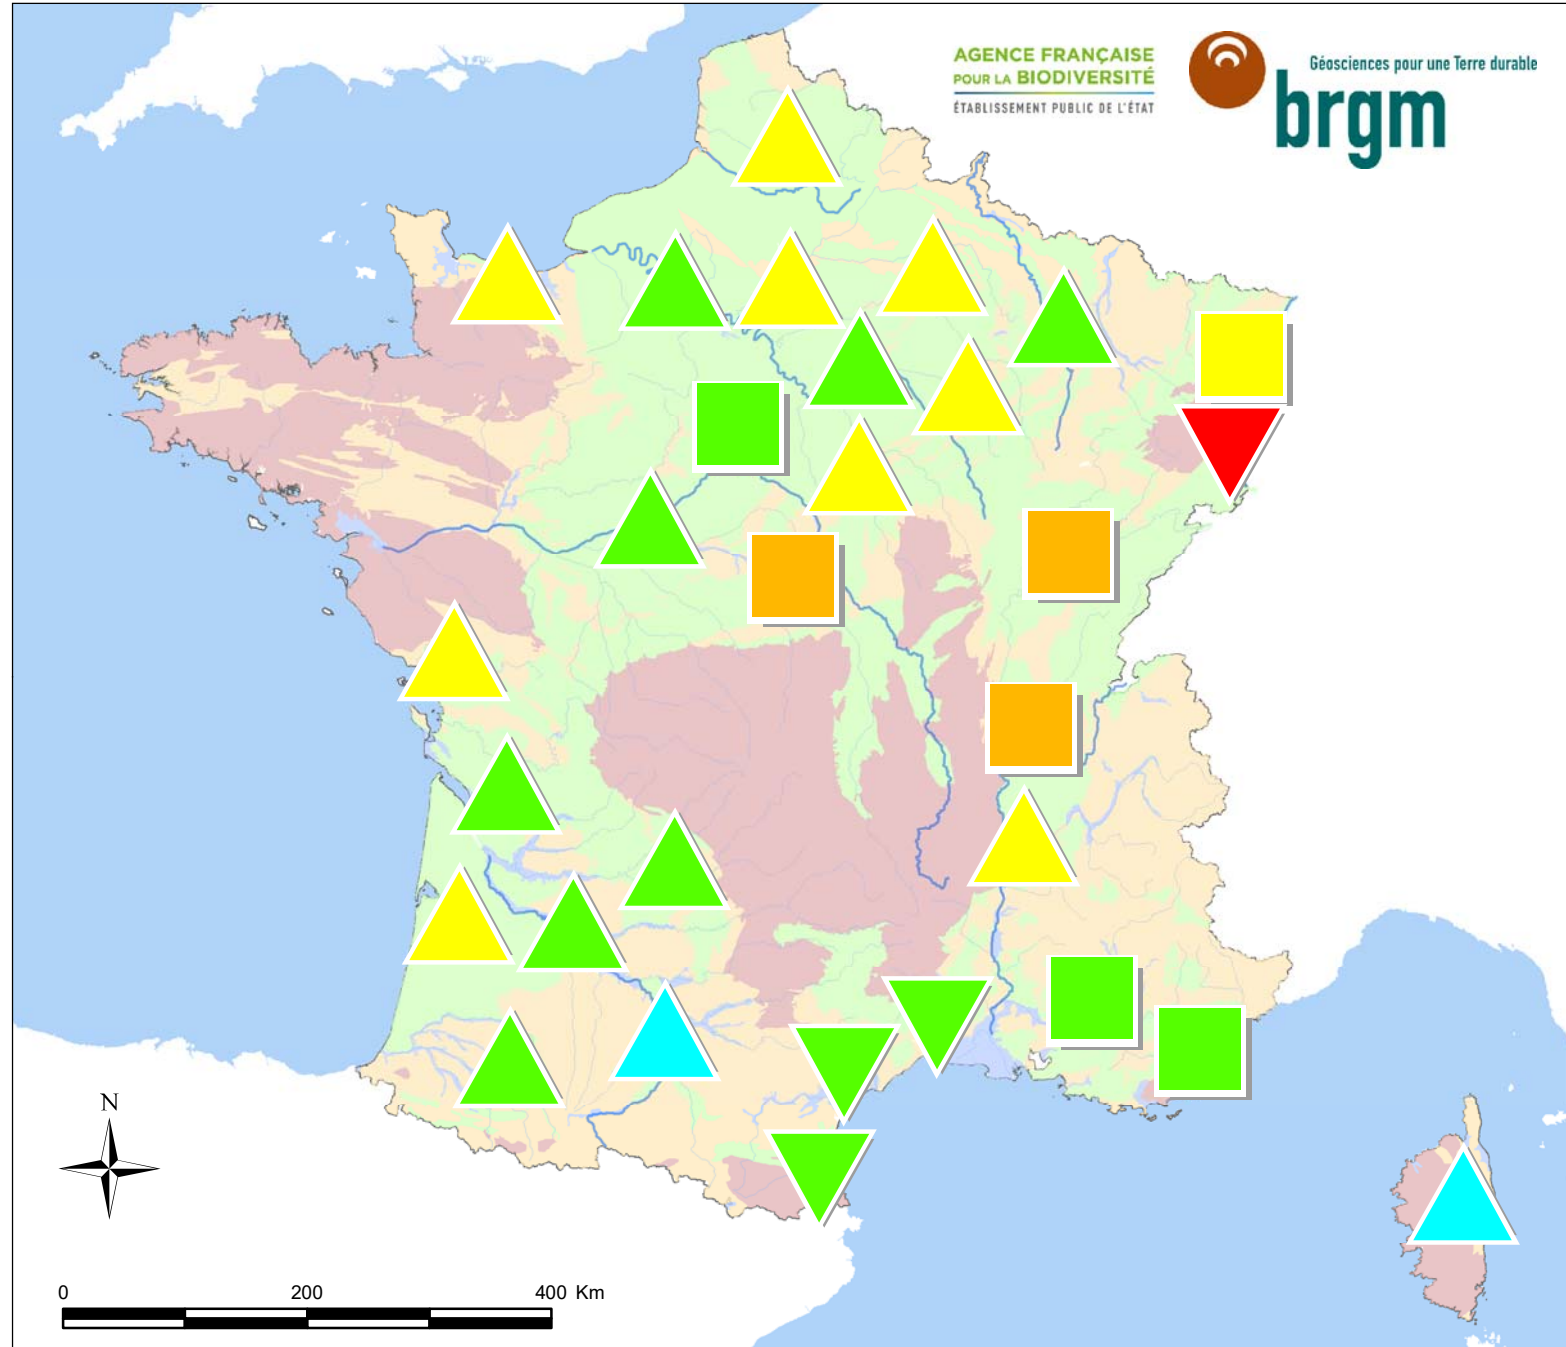 AGENCE FRANÇAISE
POUR LA BIODIVERSITÉ
ÉTABLISSEMENT PUBLIC DE L'ÉTAT
Géosciences pour une Terre durable
brgm
N
0 200 400 Km